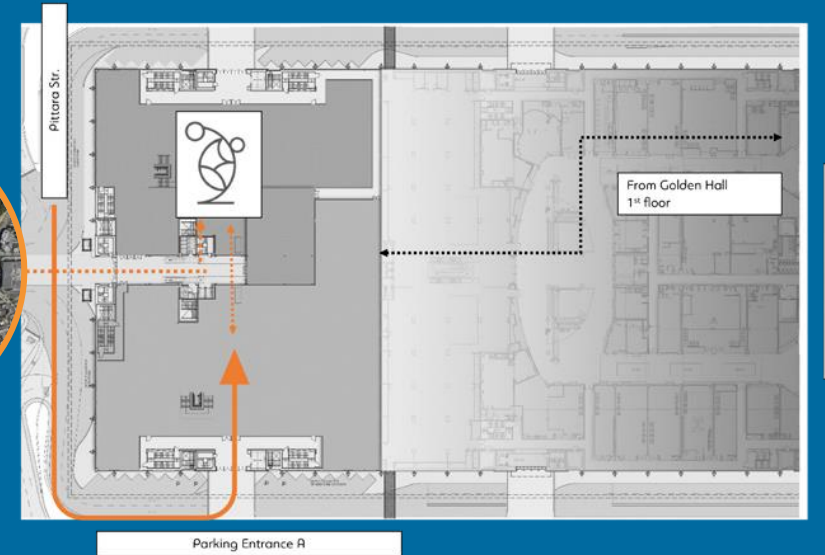 Pittara Str.
From Golden Hall
1st floor
Parking Entrance A